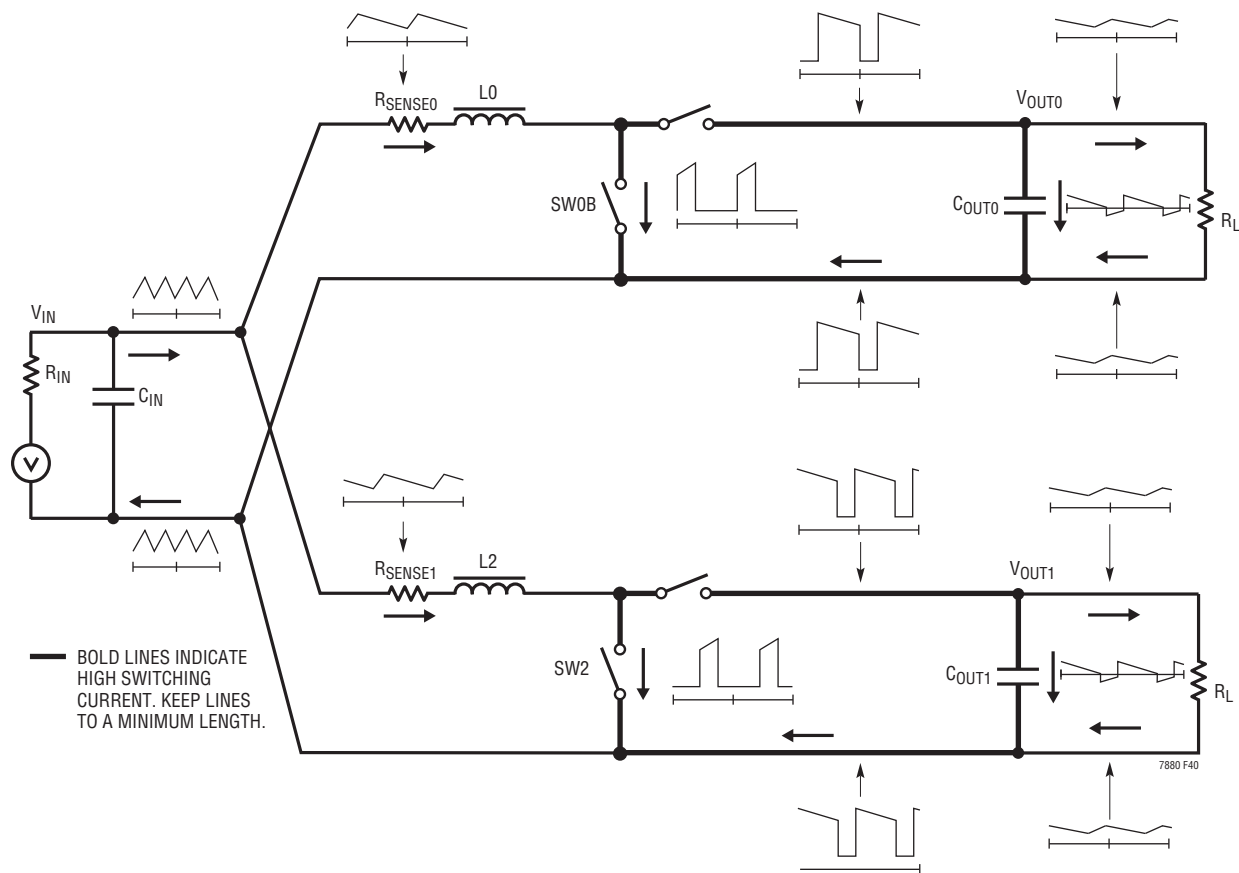 RSENSE0
L0
VOUT0
SW0B
COUT0
RL
VIN
RIN
CIN
V
RSENSE1
L2
VOUT1
SW2
COUT1
RL
BOLD LINES INDICATE
HIGH SWITCHING
CURRENT. KEEP LINES
TO A MINIMUM LENGTH.
7880 F40